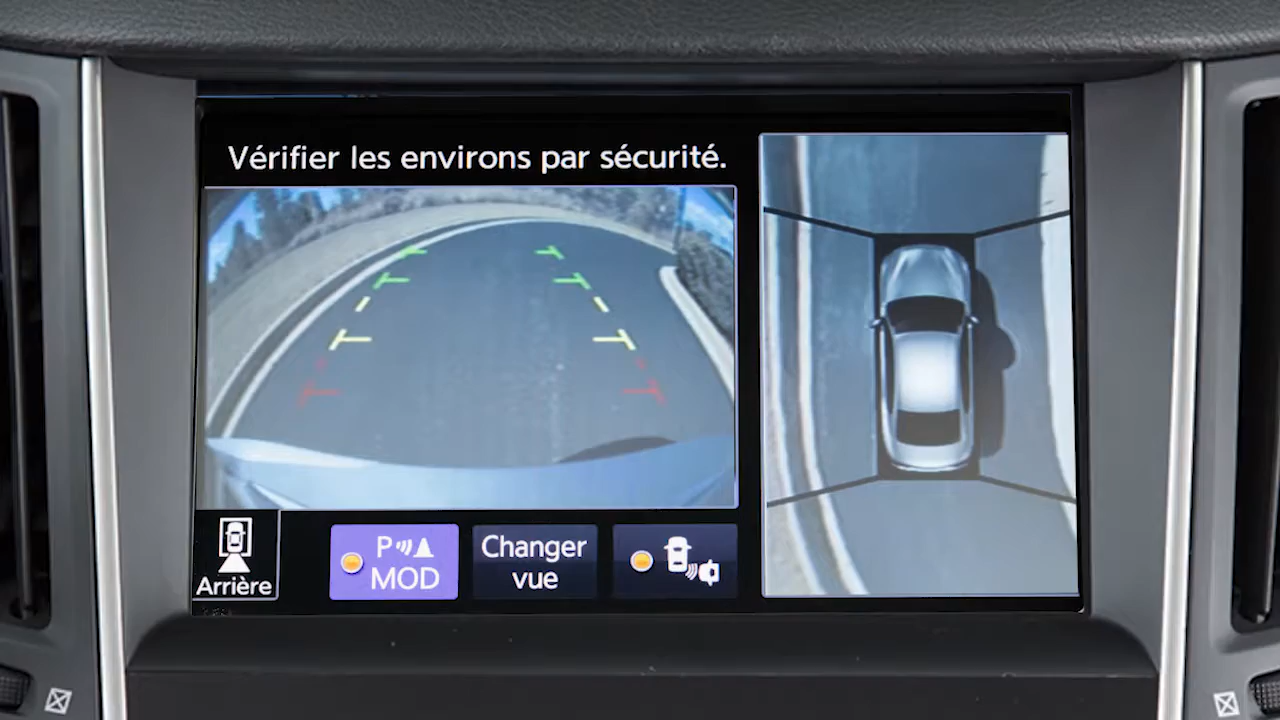 Vérifier les environs par sécurité.
Arrière
P
MOD
Changer
vue